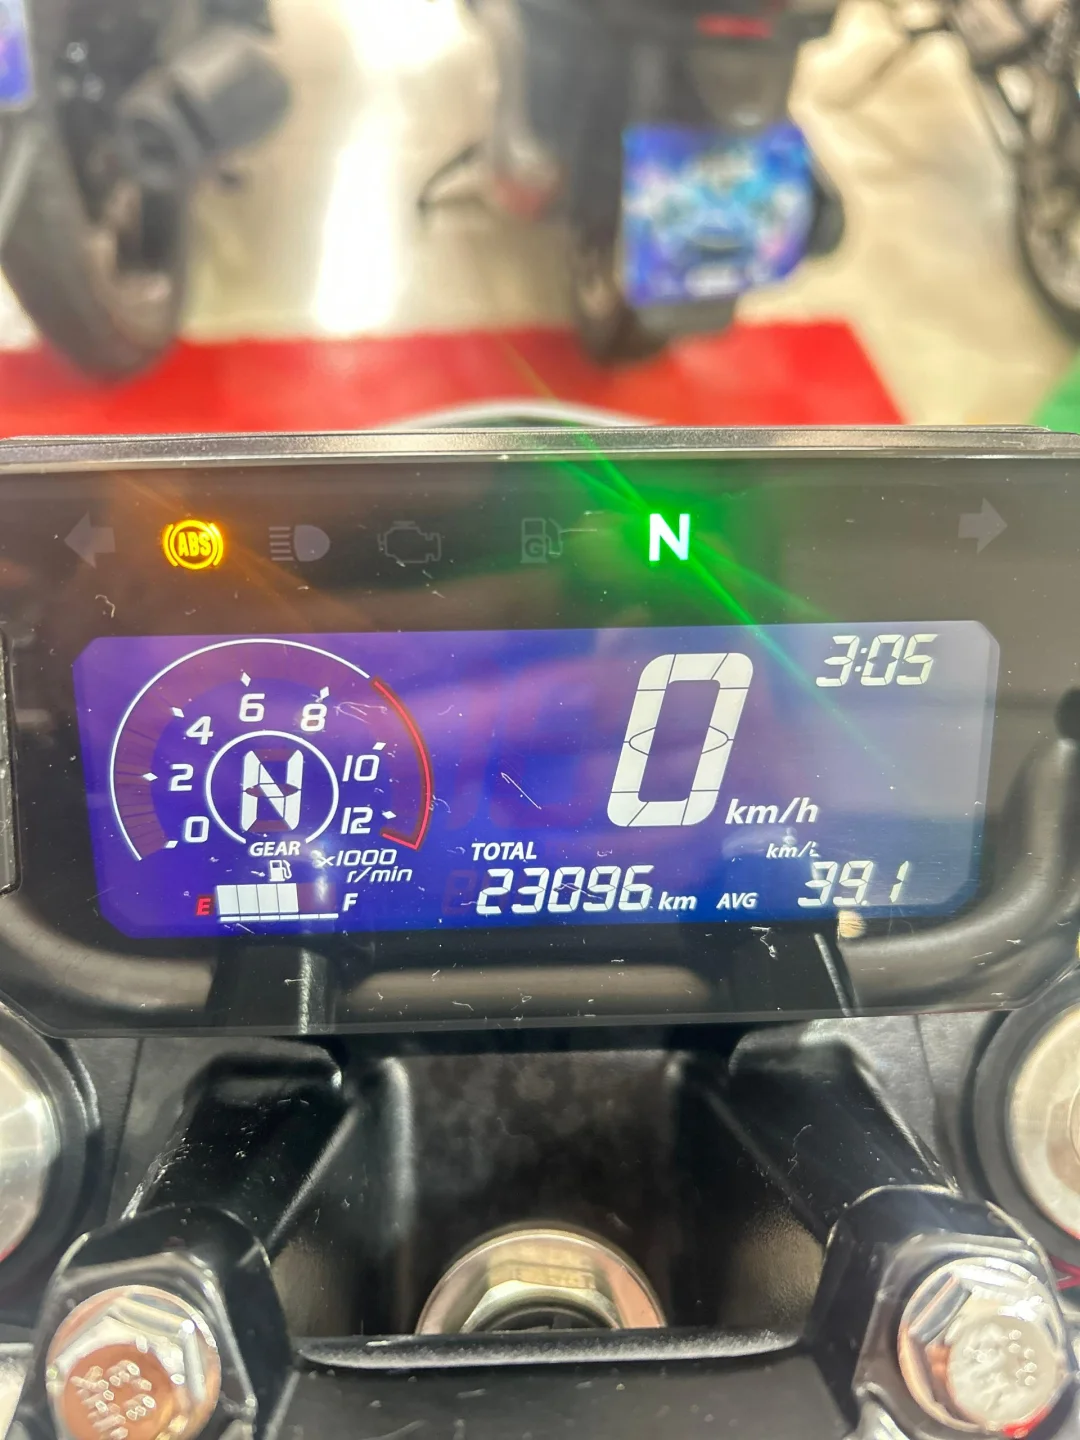 ABS
N
3:05
0 km/h
0
2
4
6
8
10
12
N
GEAR
x1000
r/min
E F
TOTAL
23096 km
AVG
km/L
39.1